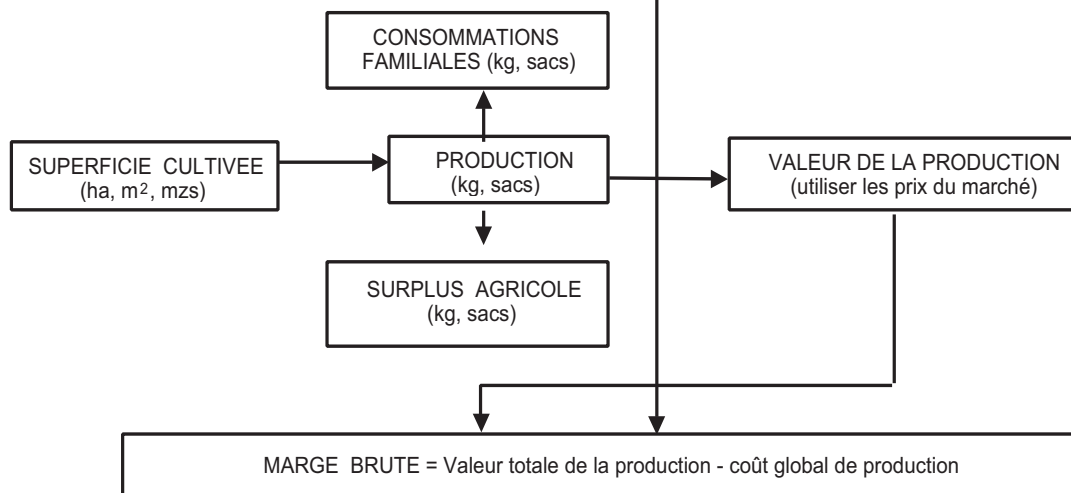 CONSOMMATIONS
FAMILIALES (kg, sacs)
SUPERFICIE CULTIVEE
(ha, m², mzs)
PRODUCTION
(kg, sacs)
VALEUR DE LA PRODUCTION
(utiliser les prix du marché)
SURPLUS AGRICOLE
(kg, sacs)
MARGE BRUTE = Valeur totale de la production - coût global de production